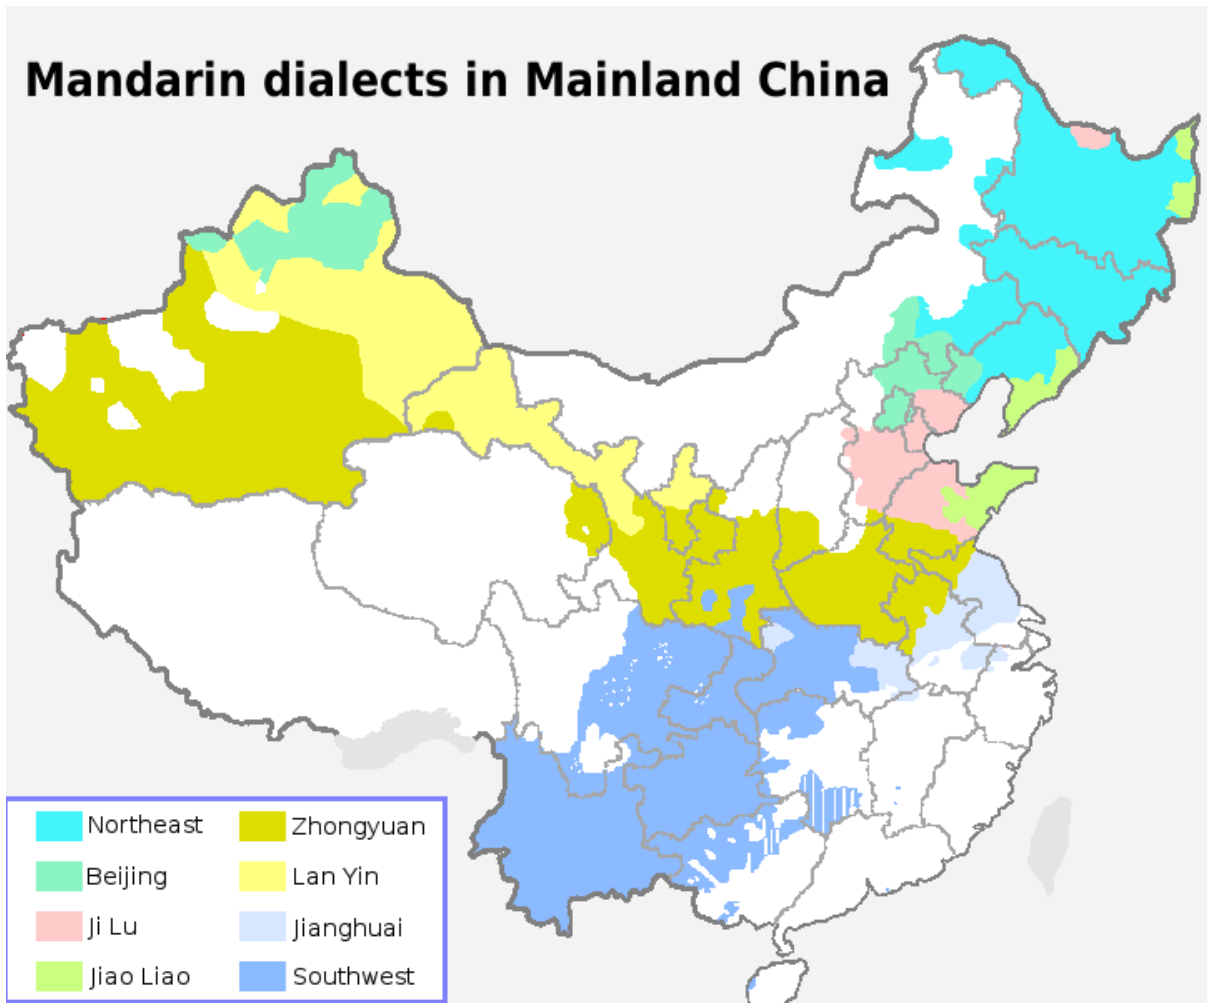 Mandarin dialects in Mainland China
Northeast
Zhongyuan
Beijing
Lan Yin
Ji Lu
Jianghuai
Jiao Liao
Southwest